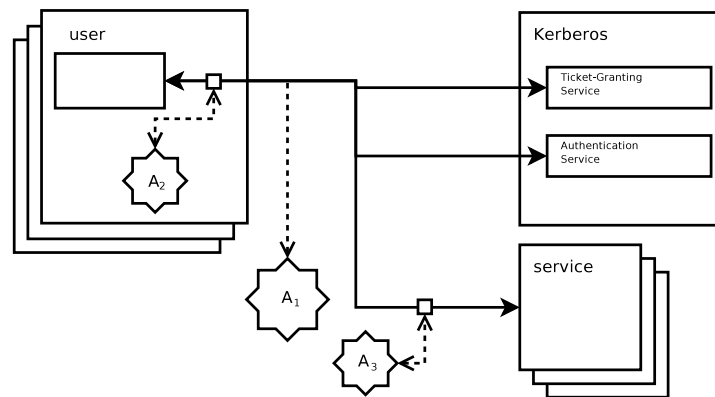 user
Kerberos
Ticket-Granting
Service
Authentication
Service
A2
A1
service
A3